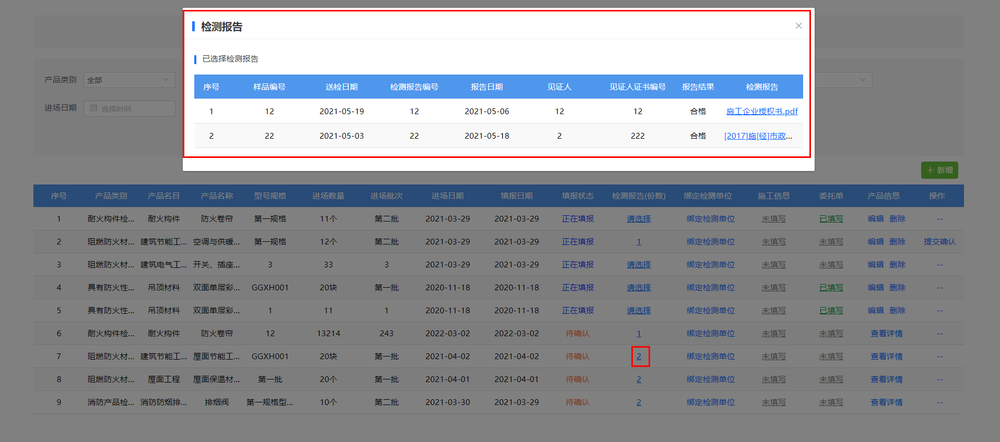 检测报告
已选择检测报告
序号 样品编号 送检日期 检测报告编号 报告日期 见证人 见证人证书编号 报告结果 检测报告
1 12 2021-05-19 12 2021-05-06 12 12 合格 施工企业授权书.pdf
2 22 2021-05-03 22 2021-05-18 2 222 合格 [2017]施[经]市政...
产品类别 全部
进场日期 选择时间
新增
序号 产品类别 产品名目 产品名称 型号规格 进场数量 进场批次 进场日期 填报日期 填报状态 检测报告(份数) 绑定检测单位 施工信息 委托单 产品信息 操作
1 耐火构件检... 耐火构件 防火卷帘 第一规格 11个 第二批 2021-03-29 2021-03-29 正在填报 请选择 绑定检测单位 未填写 已填写 编辑 删除 --
2 阻燃防火材... 建筑节能工... 空调与供暖... 第一规格 12个 第二批 2021-03-29 2021-03-29 正在填报 1 绑定检测单位 未填写 未填写 编辑 删除 提交确认
3 阻燃防火材... 建筑电气工... 开关、插座... 3 33 3 2021-03-29 2021-03-29 正在填报 请选择 绑定检测单位 未填写 未填写 编辑 删除 --
4 具有防火性... 吊顶材料 双面单层彩... GGXH001 20块 第一批 2020-11-18 2020-11-18 正在填报 请选择 绑定检测单位 未填写 已填写 编辑 删除 --
5 具有防火性... 吊顶材料 双面单层彩... 1 11 1 2020-11-18 2020-11-18 正在填报 请选择 绑定检测单位 未填写 已填写 编辑 删除 --
6 耐火构件检... 耐火构件 防火卷帘 12 13214 243 2022-03-02 2022-03-02 待确认 1 绑定检测单位 未填写 未填写 查看详情 --
7 阻燃防火材... 建筑节能工... 屋面节能工... GGXH001 20块 第一批 2021-04-02 2021-04-02 待确认 2 绑定检测单位 未填写 未填写 查看详情 --
8 阻燃防火材... 屋面工程 屋面保温材... 第一批 20个 第一批 2021-04-01 2021-04-01 待确认 2 绑定检测单位 未填写 未填写 查看详情 --
9 消防产品检... 消防防烟排... 排烟阀 第一规格型... 10个 第二批 2021-03-30 2021-03-29 待确认 2 绑定检测单位 未填写 未填写 查看详情 --